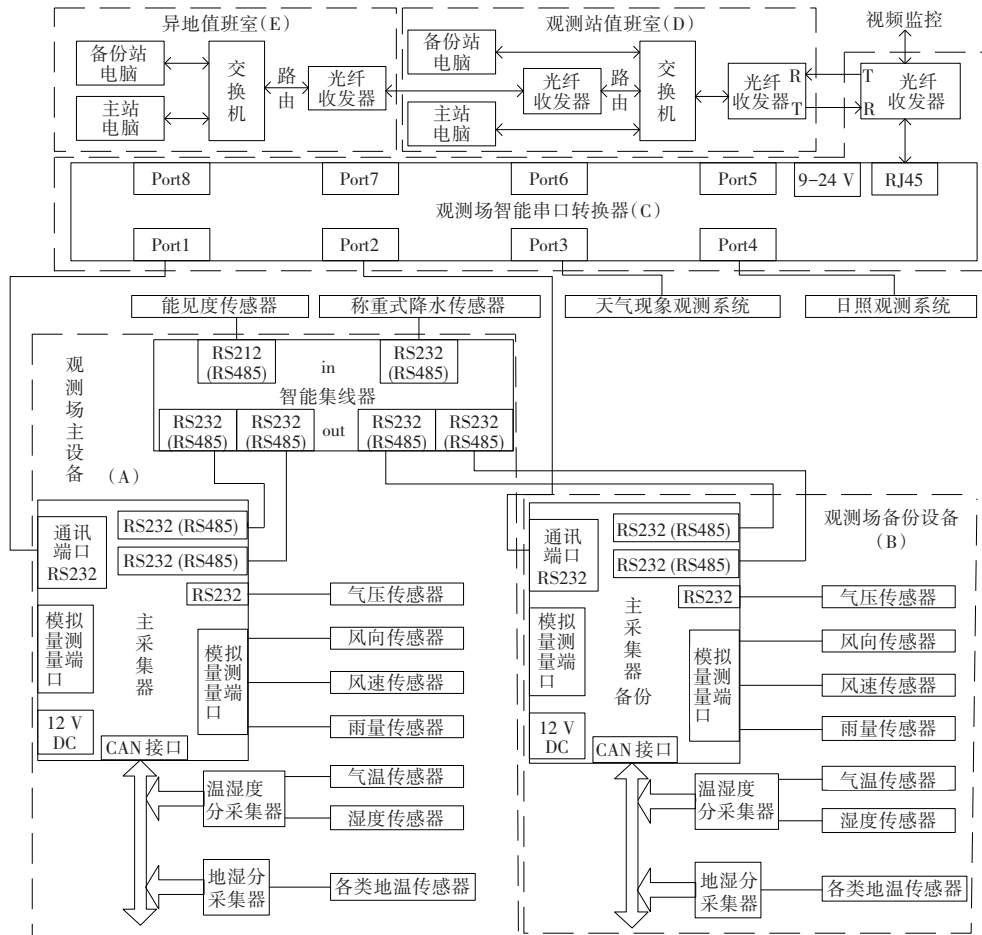 异地值班室(E)
备份站
电脑
主站
电脑
交
换
机
路
由
光纤
收发器
观测站值班室(D)
备份站
电脑
主站
电脑
光纤
收发器
路
由
交
换
机
光纤
收发器
R
T
视频监控
T
R
光纤
收发器
Port8
Port7
Port6
Port5
9-24 V
RJ45
观测场智能串口转换器(C)
Port1
Port2
Port3
Port4
能见度传感器
称重式降水传感器
天气现象观测系统
日照观测系统
观
测
场
主
设
备
(A)
RS212
(RS485)
in
RS232
(RS485)
智能集线器
RS232
(RS485)
RS232
(RS485)
out
RS232
(RS485)
RS232
(RS485)
通讯
端口
RS232
RS232 (RS485)
RS232 (RS485)
RS232
模拟
量测
量端
口
主
采
集
器
模拟
量测
量端
口
12 V
DC
CAN 接口
气压传感器
风向传感器
风速传感器
雨量传感器
温湿度
分采集器
气温传感器
湿度传感器
地湿分
采集器
各类地温传感器
观测场备份设备
(B)
通讯
端口
RS232
RS232 (RS485)
RS232 (RS485)
RS232
模拟
量测
量端
口
主
采
集
器
备份
模拟
量测
量端
口
12 V
DC
CAN 接口
气压传感器
风向传感器
风速传感器
雨量传感器
温湿度
分采集器
气温传感器
湿度传感器
地湿分
采集器
各类地温传感器